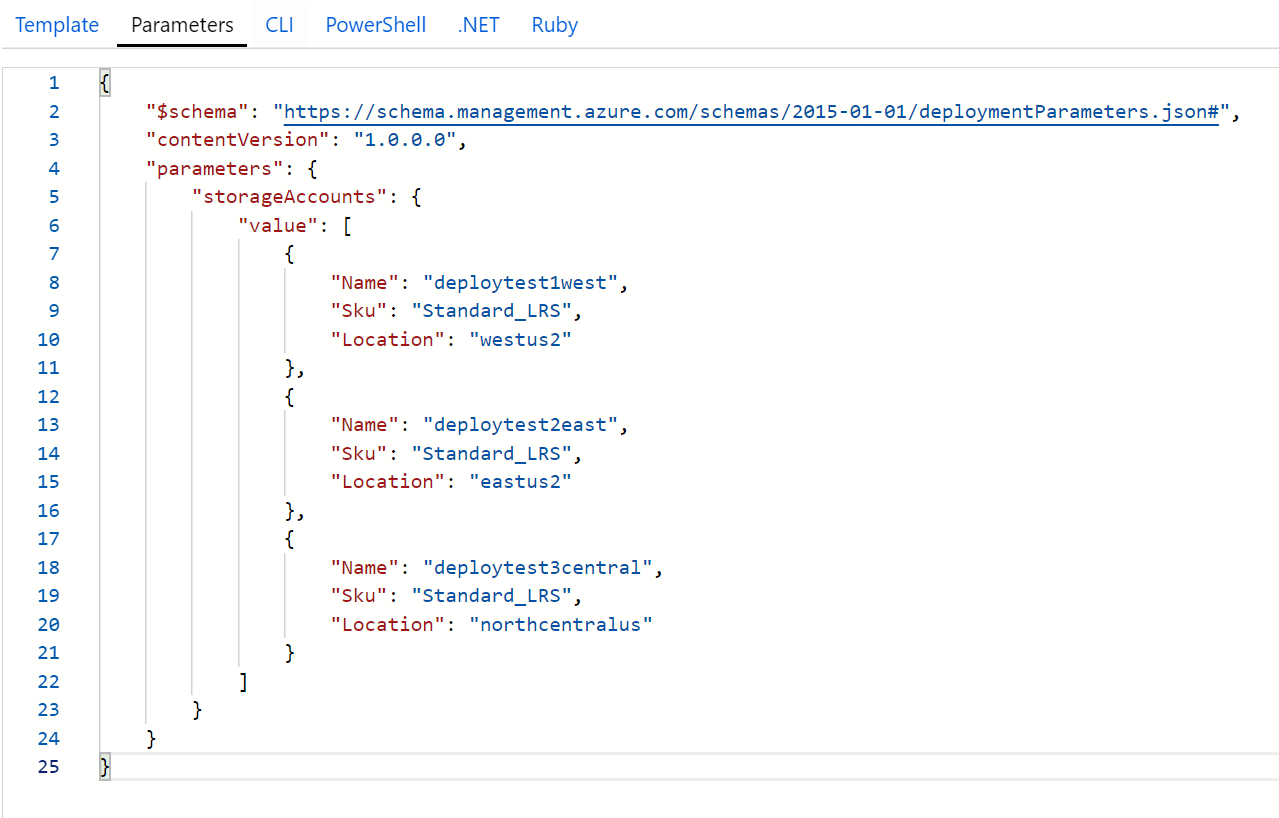 Template Parameters CLI PowerShell .NET Ruby
1 {
2 "$schema": "https://schema.management.azure.com/schemas/2015-01-01/deploymentParameters.json#",
3 "contentVersion": "1.0.0.0",
4 "parameters": {
5 "storageAccounts": {
6 "value": [
7 {
8 "Name": "deploytest1west",
9 "Sku": "Standard_LRS",
10 "Location": "westus2"
11 },
12 {
13 "Name": "deploytest2east",
14 "Sku": "Standard_LRS",
15 "Location": "eastus2"
16 },
17 {
18 "Name": "deploytest3central",
19 "Sku": "Standard_LRS",
20 "Location": "northcentralus"
21 }
22 ]
23 }
24 }
25 }